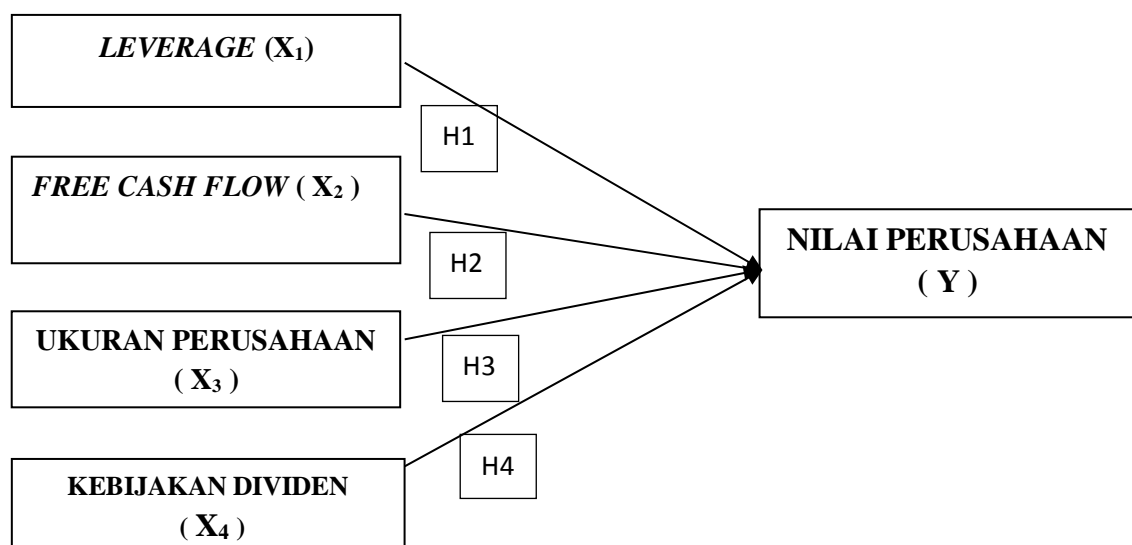 LEVERAGE (X₁)
H1
FREE CASH FLOW ( X₂ )
H2
UKURAN PERUSAHAAN
( X₃ )
H3
KEBIJAKAN DIVIDEN
( X₄ )
H4
NILAI PERUSAHAAN
( Y )